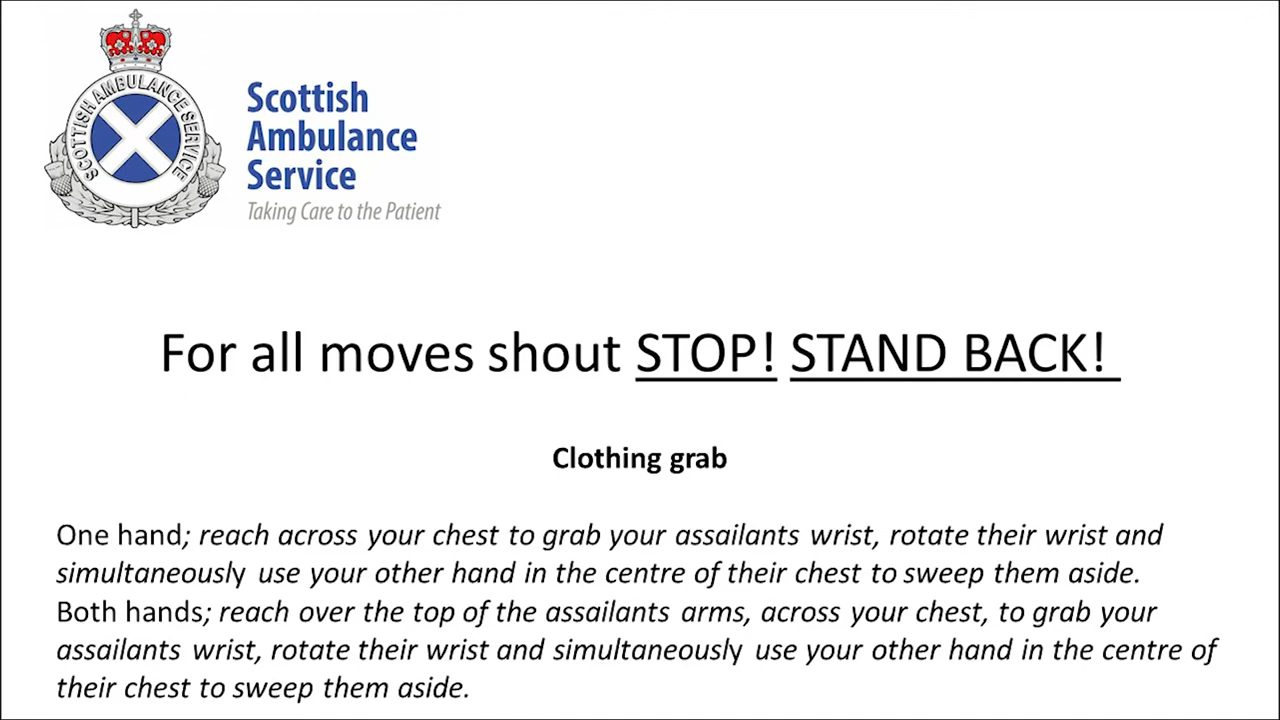 SCOTTISH AMBULANCE SERVICE
Scottish
Ambulance
Service
Taking Care to the Patient
For all moves shout STOP! STAND BACK!
Clothing grab
One hand; reach across your chest to grab your assailants wrist, rotate their wrist and
simultaneously use your other hand in the centre of their chest to sweep them aside.
Both hands; reach over the top of the assailants arms, across your chest, to grab your
assailants wrist, rotate their wrist and simultaneously use your other hand in the centre of
their chest to sweep them aside.